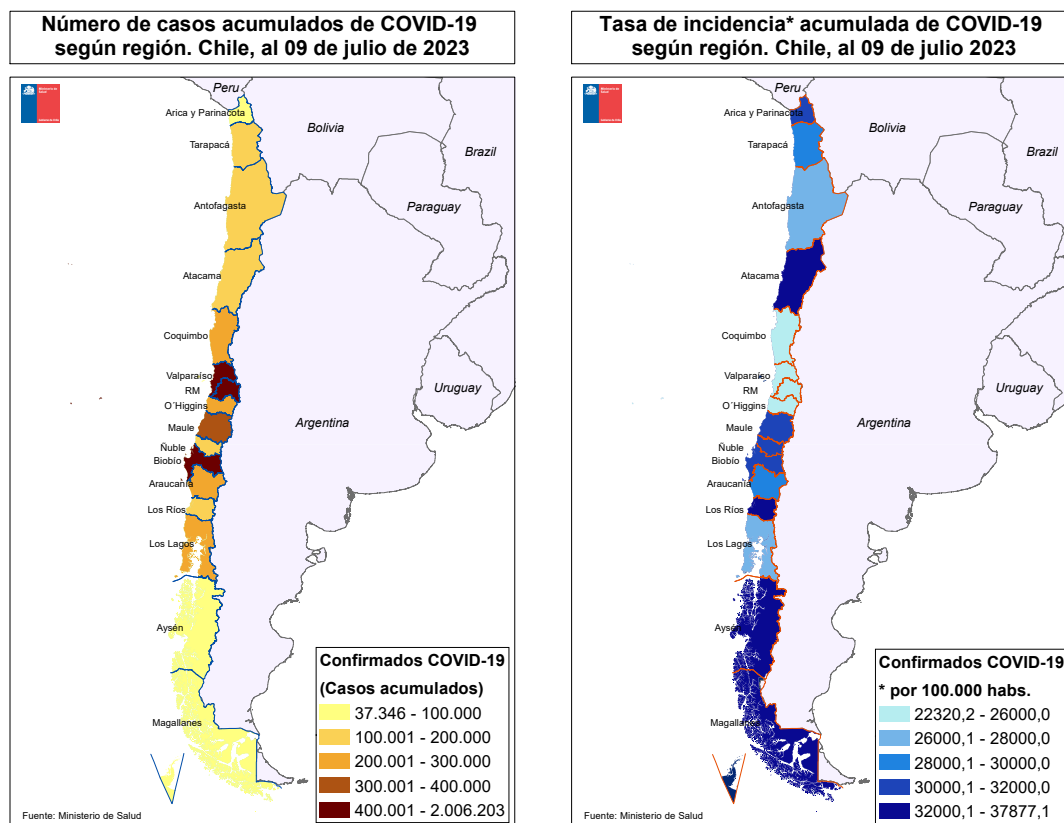 Número de casos acumulados de COVID-19
según región. Chile, al 09 de julio de 2023
Peru
Arica y Parinacota
Bolivia
Tarapacá
Brazil
Antofagasta
Paraguay
Atacama
Coquimbo
Valparaíso
RM
Uruguay
O´Higgins
Argentina
Maule
Ñuble
Biobío
Araucanía
Los Ríos
Los Lagos
Aysén
Magallanes
Confirmados COVID-19
(Casos acumulados)
37.346 - 100.000
100.001 - 200.000
200.001 - 300.000
300.001 - 400.000
400.001 - 2.006.203
Fuente: Ministerio de Salud
Tasa de incidencia* acumulada de COVID-19
según región. Chile, al 09 de julio 2023
Peru
Arica y Parinacota
Bolivia
Tarapacá
Brazil
Antofagasta
Paraguay
Atacama
Coquimbo
Valparaíso
RM
Uruguay
O´Higgins
Argentina
Maule
Ñuble
Biobío
Araucanía
Los Ríos
Los Lagos
Aysén
Magallanes
Confirmados COVID-19
* por 100.000 habs.
22320,2 - 26000,0
26000,1 - 28000,0
28000,1 - 30000,0
30000,1 - 32000,0
32000,1 - 37877,1
Fuente: Ministerio de Salud